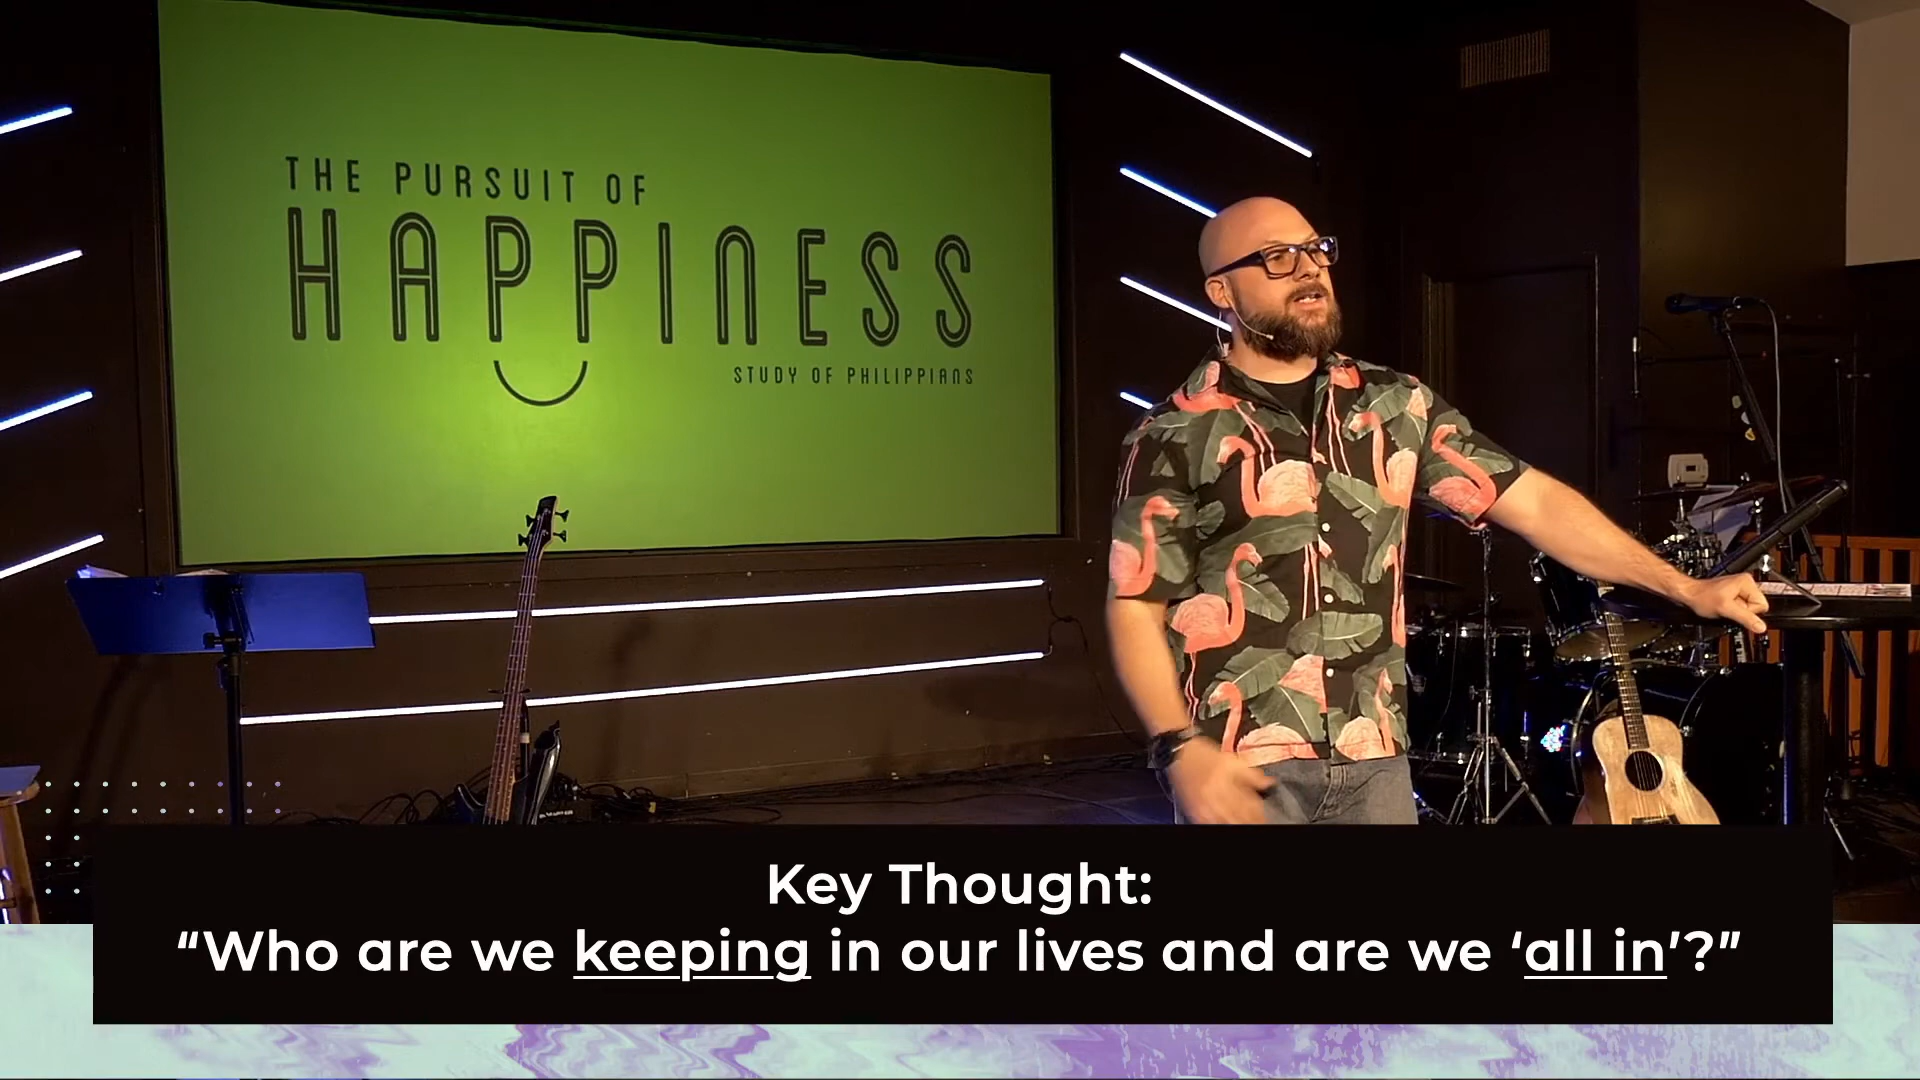 THE PURSUIT OF
HAPPINESS
STUDY OF PHILIPPIANS
Key Thought:
“Who are we keeping in our lives and are we ‘all in’?”